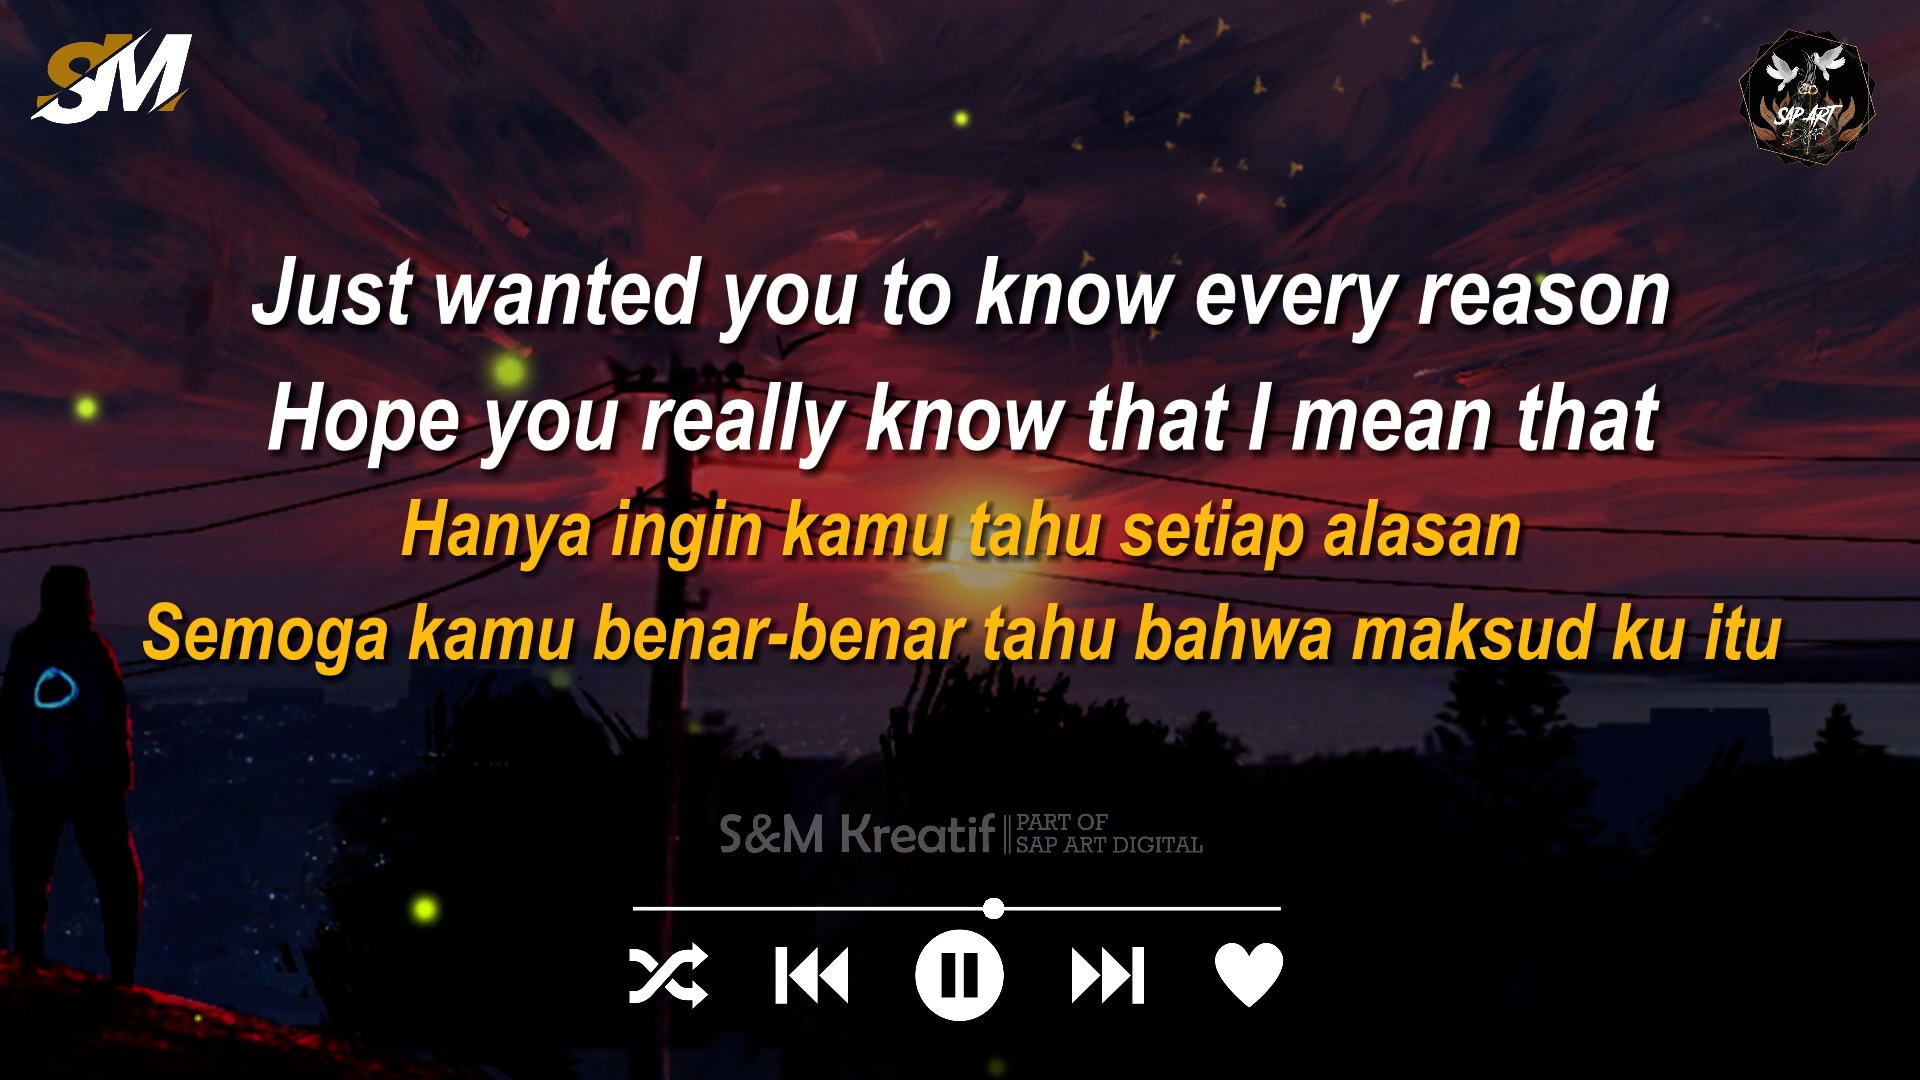 SM
SAP ART
Just wanted you to know every reason
Hope you really know that I mean that
Hanya ingin kamu tahu setiap alasan
Semoga kamu benar-benar tahu bahwa maksud ku itu
S&M Kreatif
PART OF
SAP ART DIGITAL